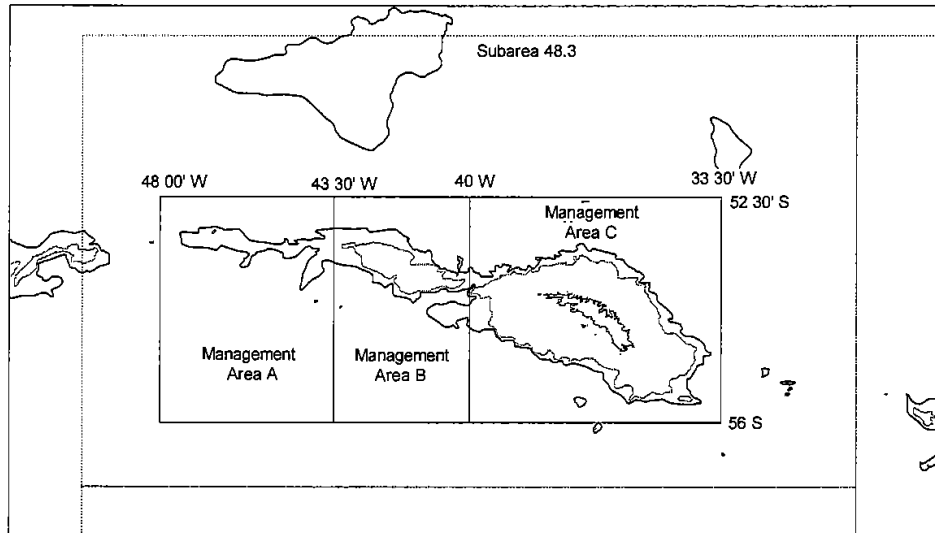 Subarea 48.3
48 00' W
43 30' W
40 W
33 30' W
52 30' S
Management
Area C
Management
Area A
Management
Area B
56 S